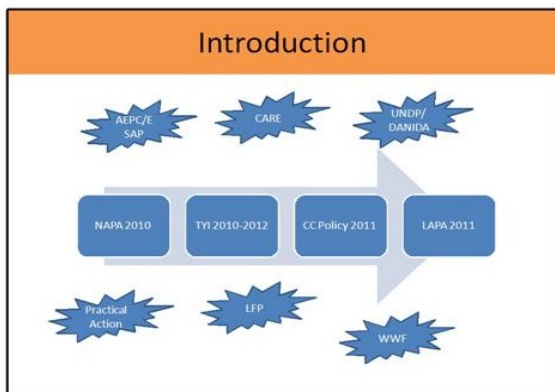 Introduction
AEPC/E
SAP
CARE
UNDP/
DANIDA
NAPA 2010
TYI 2010-2012
CC Policy 2011
LAPA 2011
Practical
Action
LFP
WWF